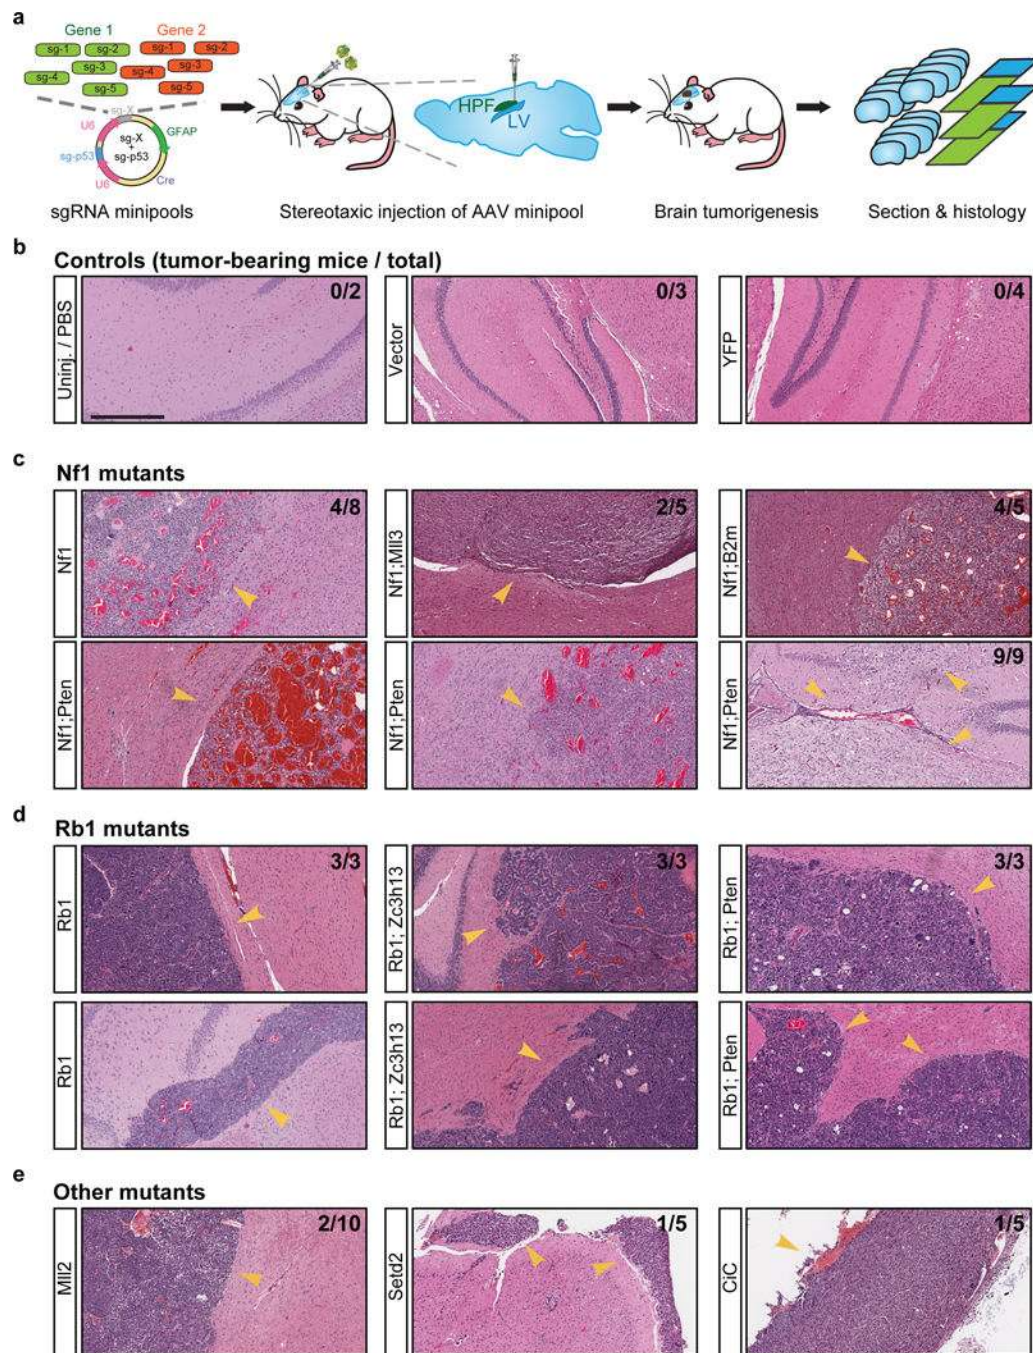 a
Gene 1 Gene 2
sg-1 sg-2 sg-1 sg-2
sg-3 sg-3
sg-4 sg-4
sg-5 sg-5
sg-X
U6 GFAP
sg-X
+
sg-p53
sg-p53
U6 Cre
HPF
LV
sgRNA minipools Stereotaxic injection of AAV minipool Brain tumorigenesis Section & histology
b
Controls (tumor-bearing mice / total)
Uninj. / PBS 0/2 Vector 0/3 YFP 0/4
c
Nf1 mutants
Nf1 4/8 Nf1;Mll3 2/5 Nf1;B2m 4/5
Nf1;Pten Nf1;Pten Nf1;Pten 9/9
d
Rb1 mutants
Rb1 3/3 Rb1; Zc3h13 3/3 Rb1; Pten 3/3
Rb1 Rb1; Zc3h13 Rb1; Pten
e
Other mutants
Mll2 2/10 Setd2 1/5 CiC 1/5